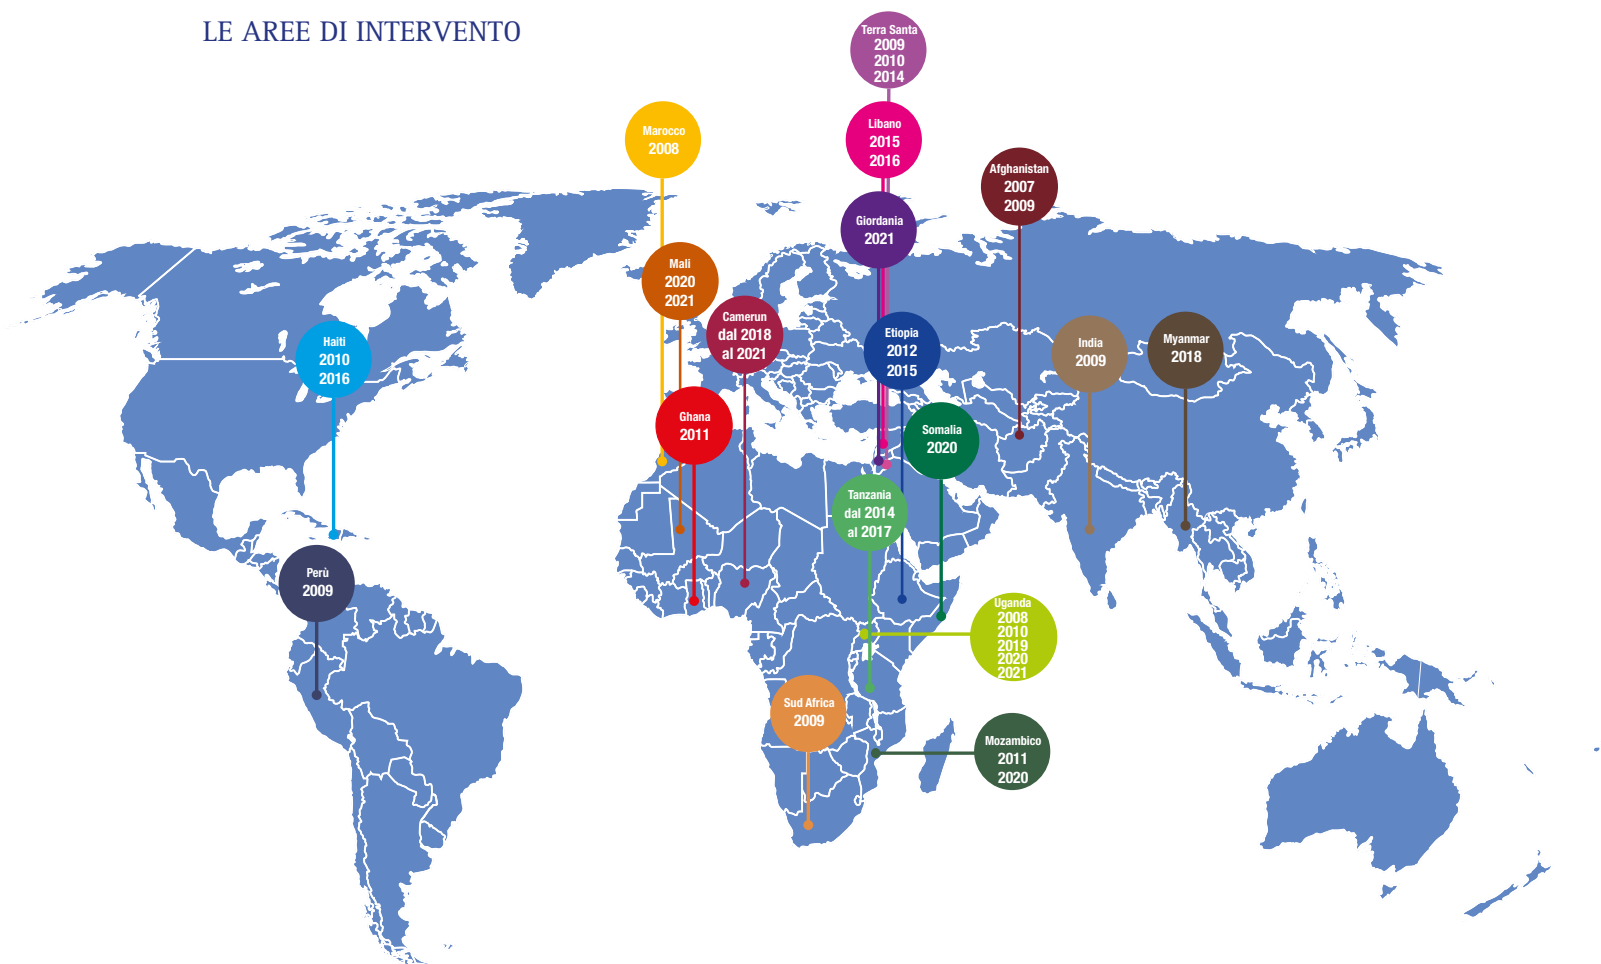 LE AREE DI INTERVENTO
Terra Santa
2009
2010
2014
Marocco
2008
Libano
2015
2016
Afghanistan
2007
2009
Giordania
2021
Mali
2020
2021
Camerun
dal 2018
al 2021
Etiopia
2012
2015
India
2009
Myanmar
2018
Haiti
2010
2016
Ghana
2011
Somalia
2020
Tanzania
dal 2014
al 2017
Perù
2009
Uganda
2008
2010
2019
2020
2021
Sud Africa
2009
Mozambico
2011
2020